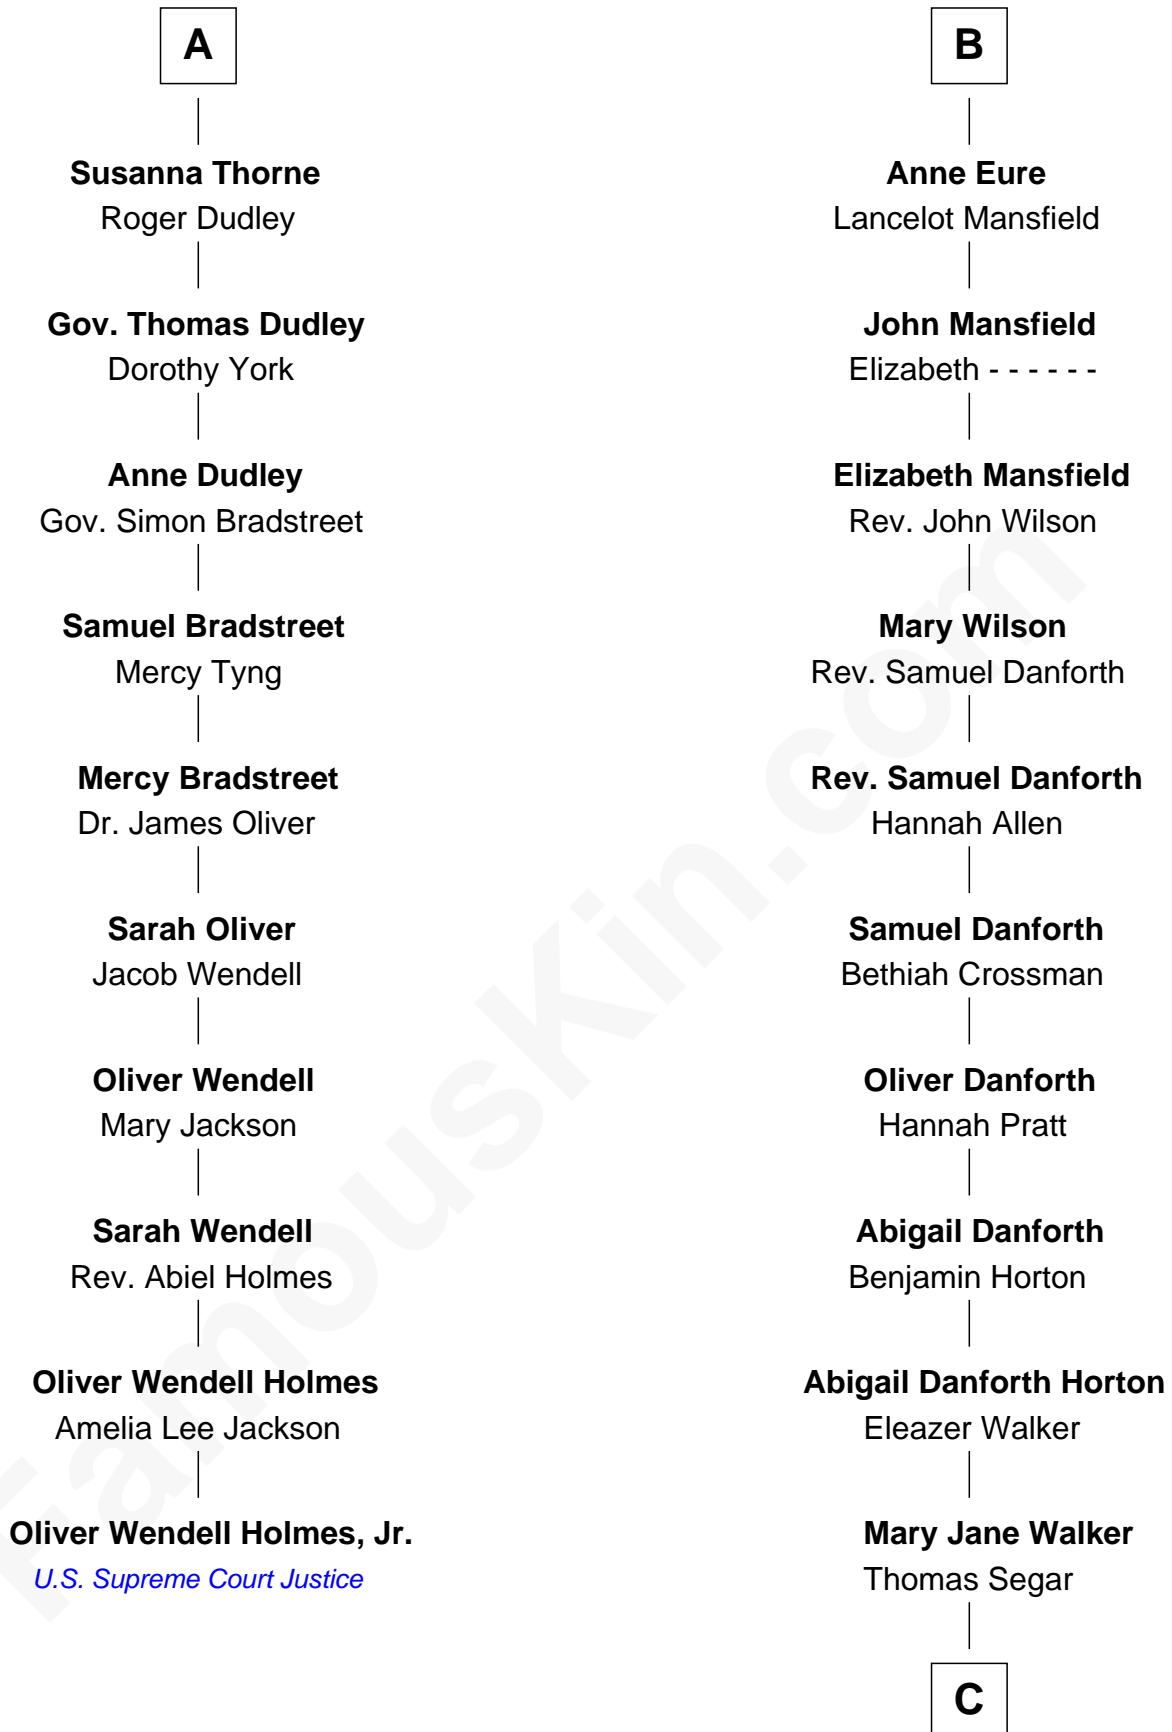 A
Susanna Thorne
Roger Dudley
Gov. Thomas Dudley
Dorothy York
Anne Dudley
Gov. Simon Bradstreet
Samuel Bradstreet
Mercy Tyng
Mercy Bradstreet
Dr. James Oliver
Sarah Oliver
Jacob Wendell
Oliver Wendell
Mary Jackson
Sarah Wendell
Rev. Abiel Holmes
Oliver Wendell Holmes
Amelia Lee Jackson
Oliver Wendell Holmes, Jr.
U.S. Supreme Court Justice
B
Anne Eure
Lancelot Mansfield
John Mansfield
Elizabeth - - - - - -
Elizabeth Mansfield
Rev. John Wilson
Mary Wilson
Rev. Samuel Danforth
Rev. Samuel Danforth
Hannah Allen
Samuel Danforth
Bethiah Crossman
Oliver Danforth
Hannah Pratt
Abigail Danforth
Benjamin Horton
Abigail Danforth Horton
Eleazer Walker
Mary Jane Walker
Thomas Segar
C
FamousKin.com